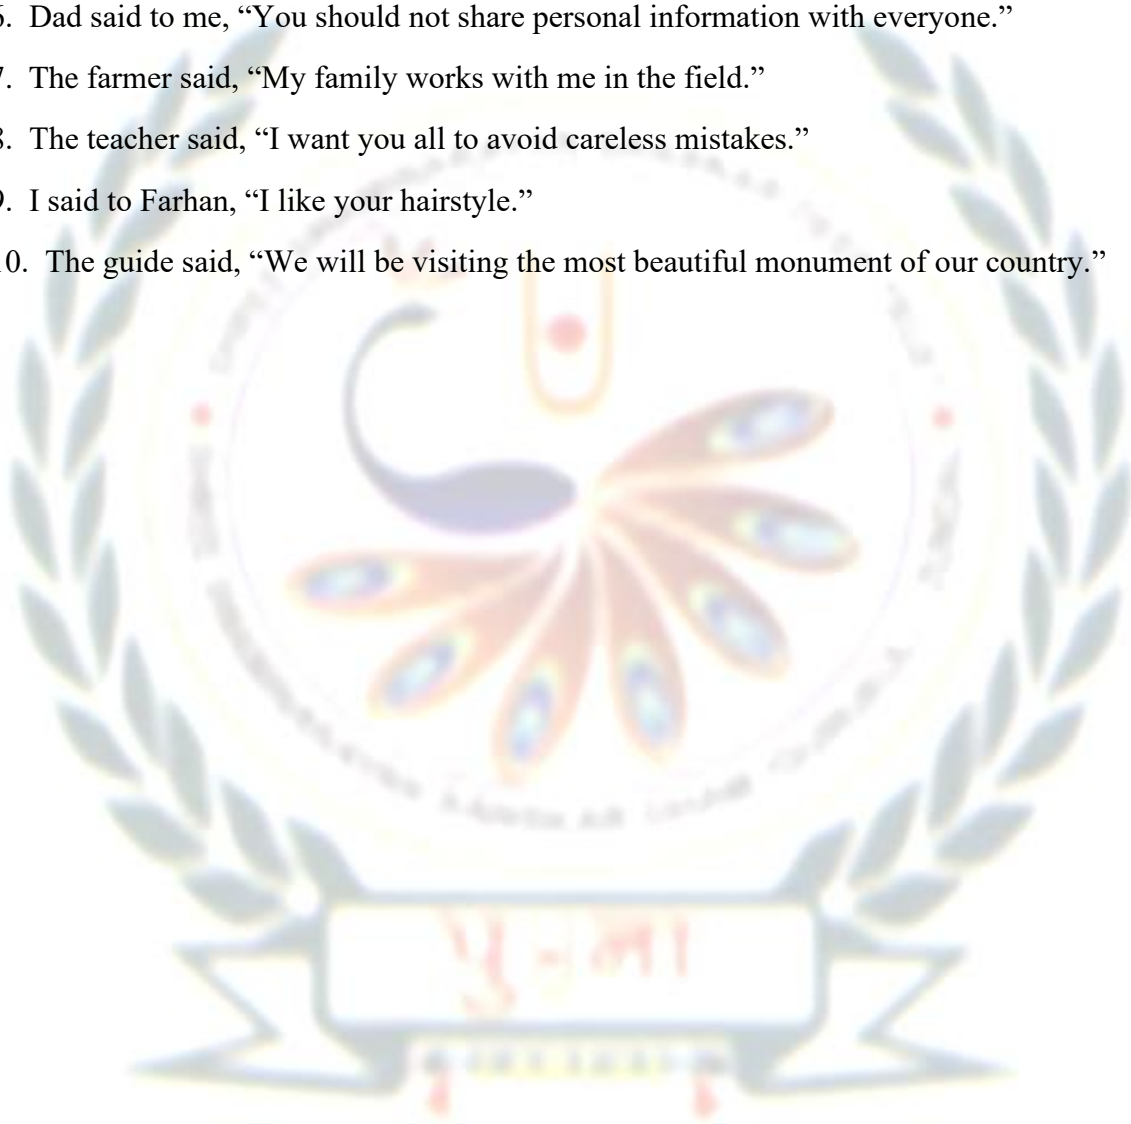 6. Dad said to me, “You should not share personal information with everyone.”
7. The farmer said, “My family works with me in the field.”
8. The teacher said, “I want you all to avoid careless mistakes.”
9. I said to Farhan, “I like your hairstyle.”
10. The guide said, “We will be visiting the most beautiful monument of our country.”